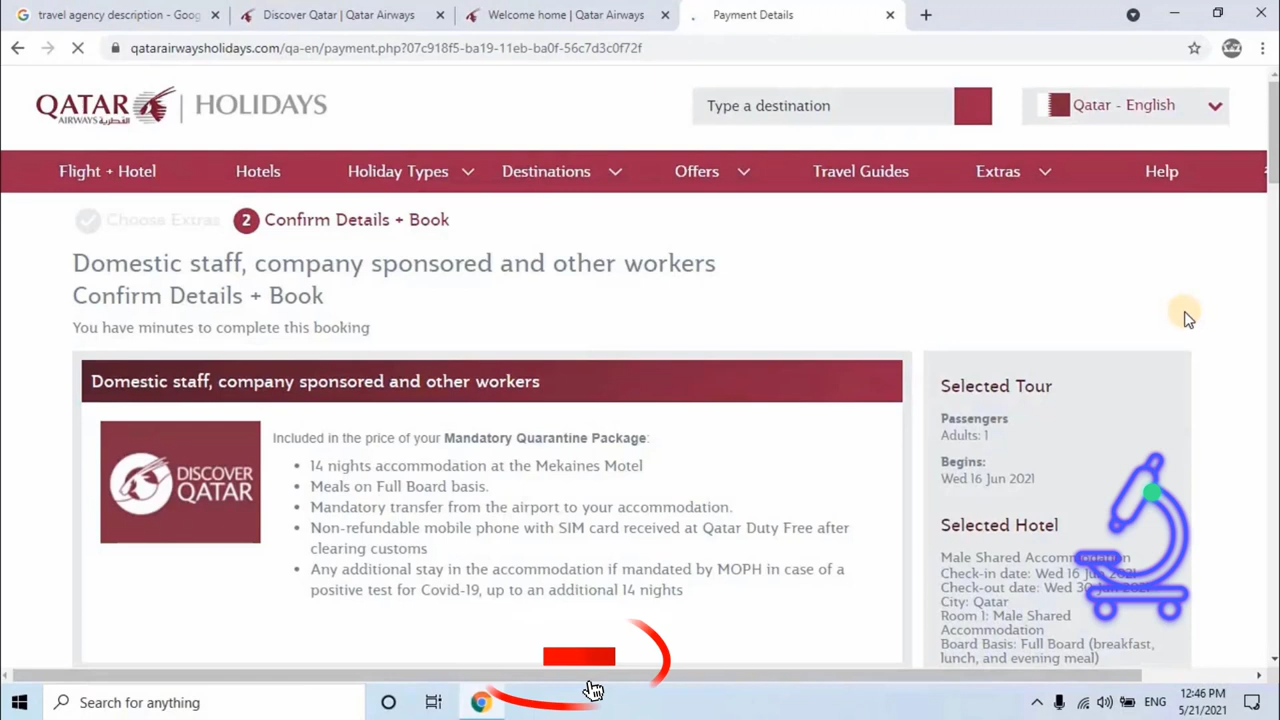 travel agency description - Goog
Discover Qatar | Qatar Airways
Welcome home | Qatar Airways
Payment Details
qatarairwaysholidays.com/qa-en/payment.php?07c918f5-ba19-11eb-ba0f-56c7d3c0f72f
QATAR
AIRWAYS القطرية
HOLIDAYS
Type a destination
Qatar - English
Flight + Hotel
Hotels
Holiday Types
Destinations
Offers
Travel Guides
Extras
Help
Choose Extras
2 Confirm Details + Book
Domestic staff, company sponsored and other workers
Confirm Details + Book
You have minutes to complete this booking
Domestic staff, company sponsored and other workers
DISCOVER
QATAR
Included in the price of your Mandatory Quarantine Package:
• 14 nights accommodation at the Mekaines Motel
• Meals on Full Board basis.
• Mandatory transfer from the airport to your accommodation.
• Non-refundable mobile phone with SIM card received at Qatar Duty Free after
clearing customs
• Any additional stay in the accommodation if mandated by MOPH in case of a
positive test for Covid-19, up to an additional 14 nights
Selected Tour
Passengers
Adults: 1
Begins:
Wed 16 Jun 2021
Selected Hotel
Male Shared Accommodation
Check-in date: Wed 16 Jun 2021
Check-out date: Wed 30 Jun 2021
City: Qatar
Room 1: Male Shared
Accommodation
Board Basis: Full Board (breakfast,
lunch, and evening meal)
Search for anything
ENG
12:46 PM
5/21/2021